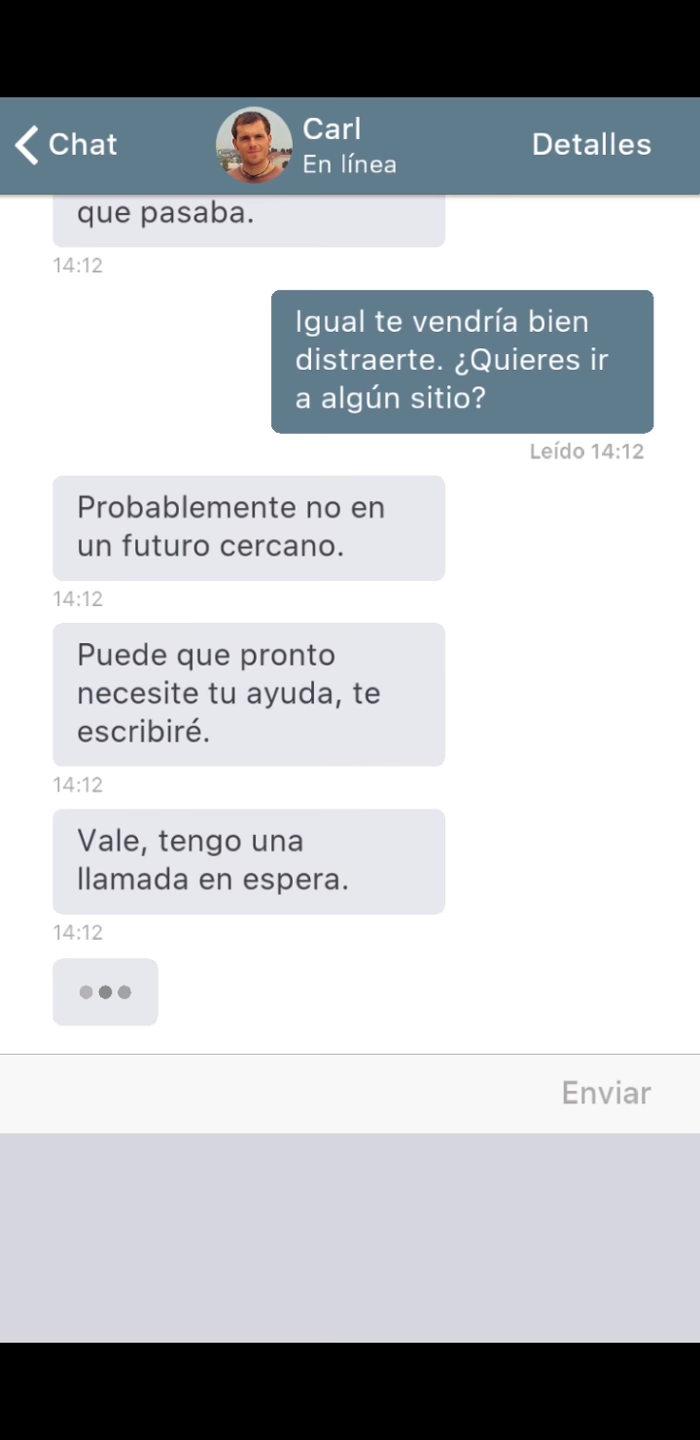 Chat
Carl
En línea
Detalles
que pasaba.
14:12
Igual te vendría bien
distraerte. ¿Quieres ir
a algún sitio?
Leído 14:12
Probablemente no en
un futuro cercano.
14:12
Puede que pronto
necesite tu ayuda, te
escribiré.
14:12
Vale, tengo una
llamada en espera.
14:12
Enviar